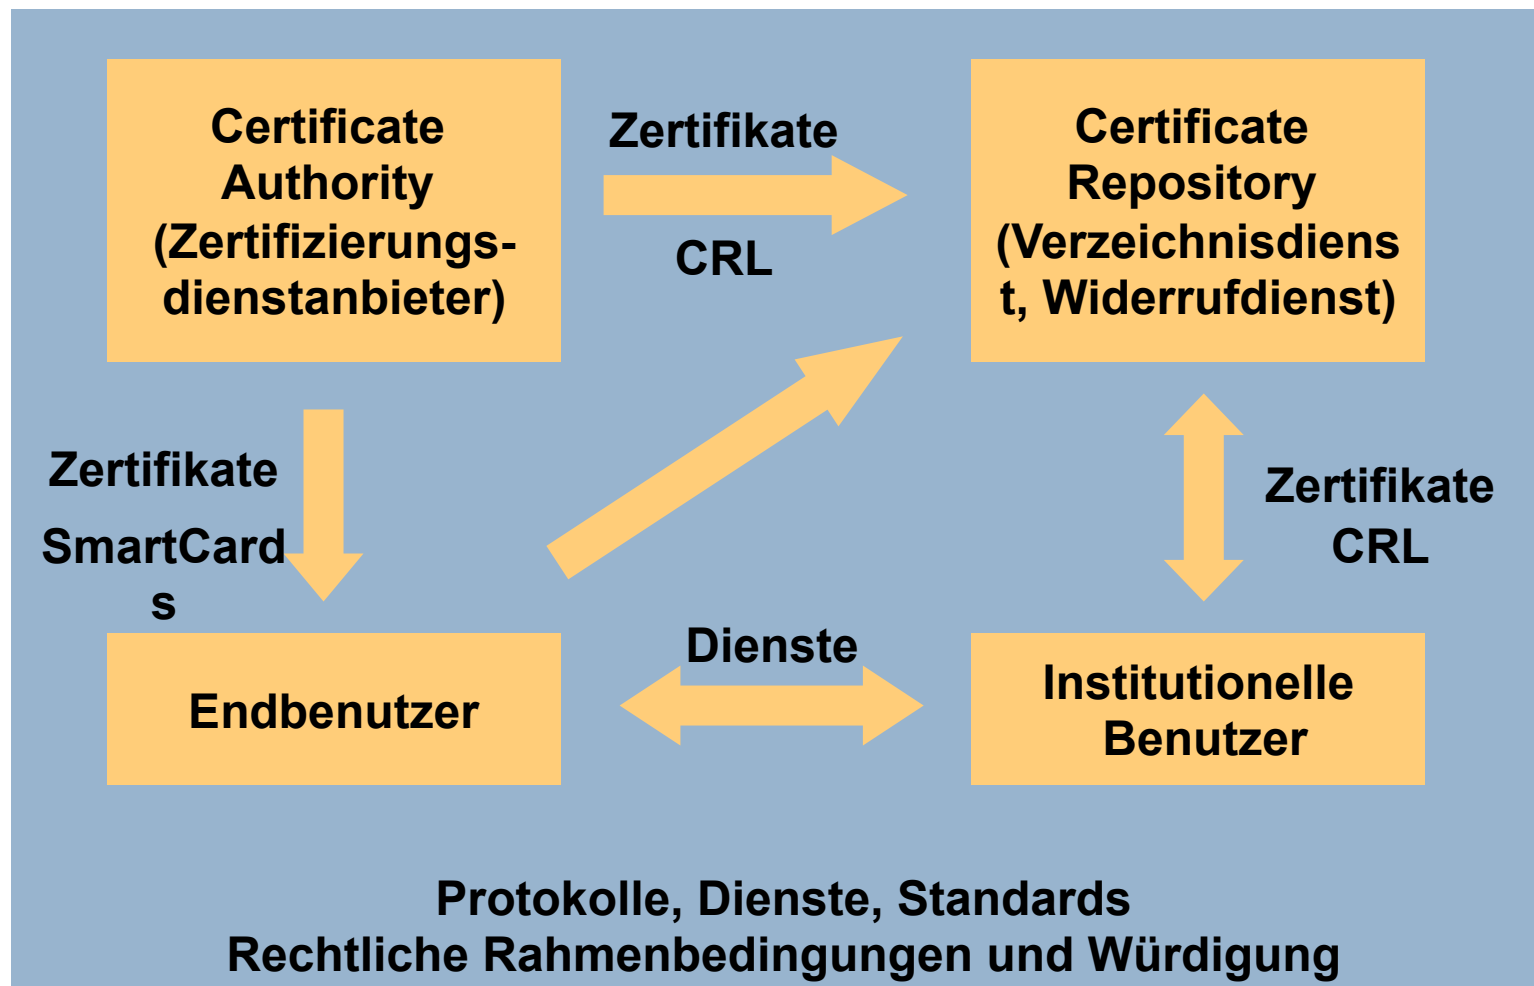 Certificate
Authority
(Zertifizierungs-
dienstanbieter)
Zertifikate
CRL
Certificate
Repository
(Verzeichnisdiens
t, Widerrufdienst)
Zertifikate
SmartCard
s
Zertifikate
CRL
Endbenutzer
Dienste
Institutionelle
Benutzer
Protokolle, Dienste, Standards
Rechtliche Rahmenbedingungen und Würdigung